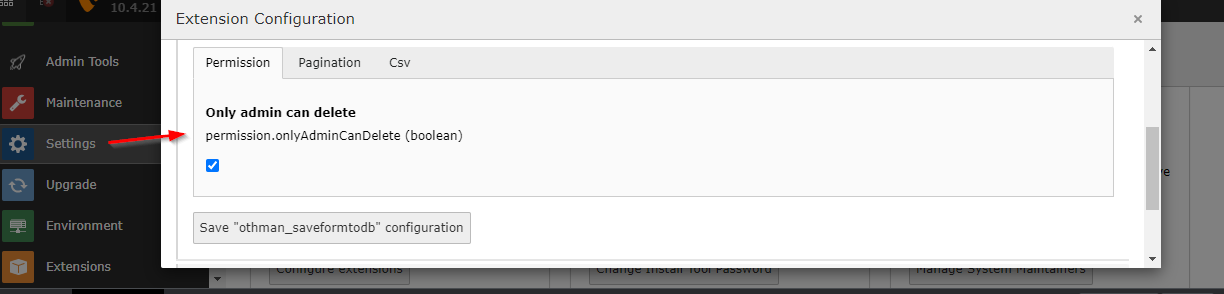 10.4.21
Extension Configuration
×
Admin Tools
Maintenance
Settings
Upgrade
Environment
Extensions
Permission Pagination Csv
Only admin can delete
permission.onlyAdminCanDelete (boolean)
Save "othman_saveformtodb" configuration
Configure extensions Change Install Tool Password Manage System Maintainers